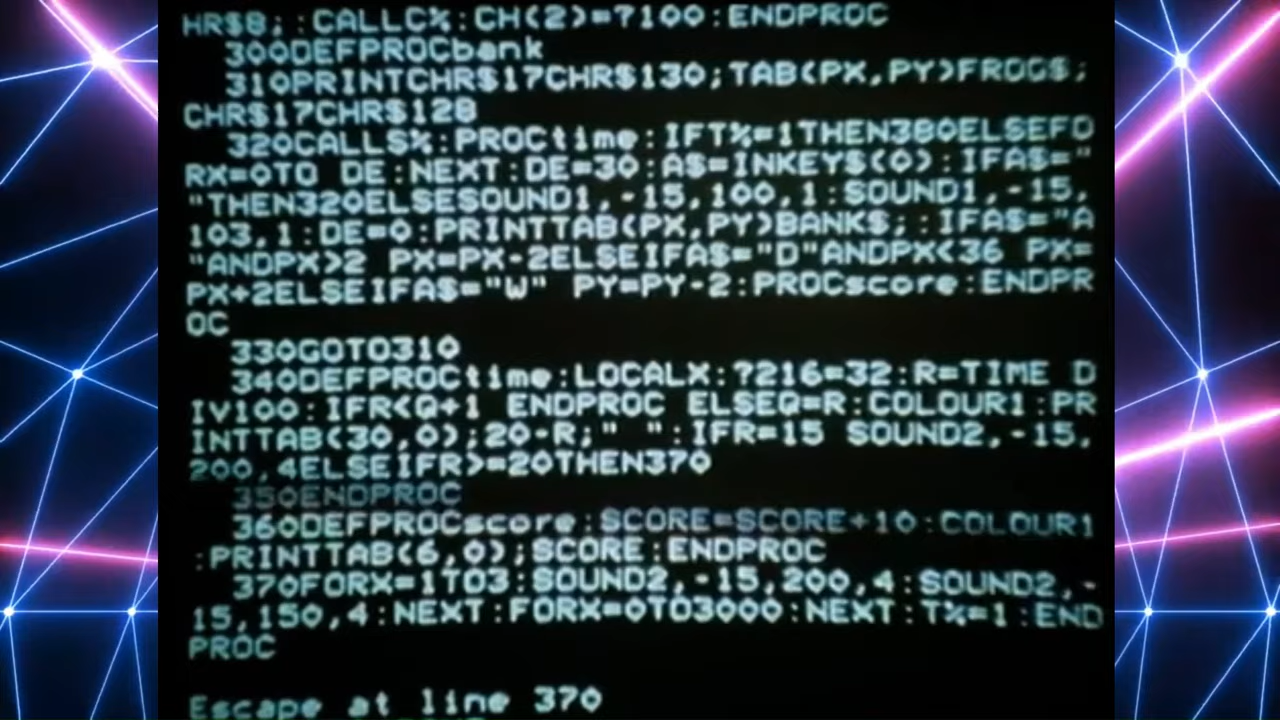 HR$8;:CALLC%:CH(2)=7100:ENDPROC
300DEFPROCbank
310PRINTCHR$17CHR$130;TAB(PX,PY)FROG$;
CHR$17CHR$128
320CALLS%:PROCtime:IFT%=1THEN380ELSEFO
RX=0TO DE:NEXT:DE=30:A$=INKEY$(0):IFA$="
"THEN320ELSESOUND1,-15,100,1:SOUND1,-15,
103,1:DE=0:PRINTTAB(PX,PY)BANK$;:IFA$="A
"ANDPX>2 PX=PX-2ELSEIFA$="D"ANDPX<36 PX=
PX+2ELSEIFA$="W" PY=PY-2:PROCscore:ENDPR
OC
330GOTO310
340DEFPROCtime:LOCALX:?216=32:R=TIME D
IV100:IFR<Q+1 ENDPROC ELSEQ=R:COLOUR1:PR
INTTAB(30,0);20-R;" ":IFR=15 SOUND2,-15,
200,4ELSEIFR>=20THEN370
350ENDPROC
360DEFPROCscore:SCORE=SCORE+10:COLOUR1
:PRINTTAB(6,0);SCORE:ENDPROC
370FORX=1TO3:SOUND2,-15,200,4:SOUND2,-
15,150,4:NEXT:FORX=0TO3000:NEXT:T%=1:END
PROC
Escape at line 370